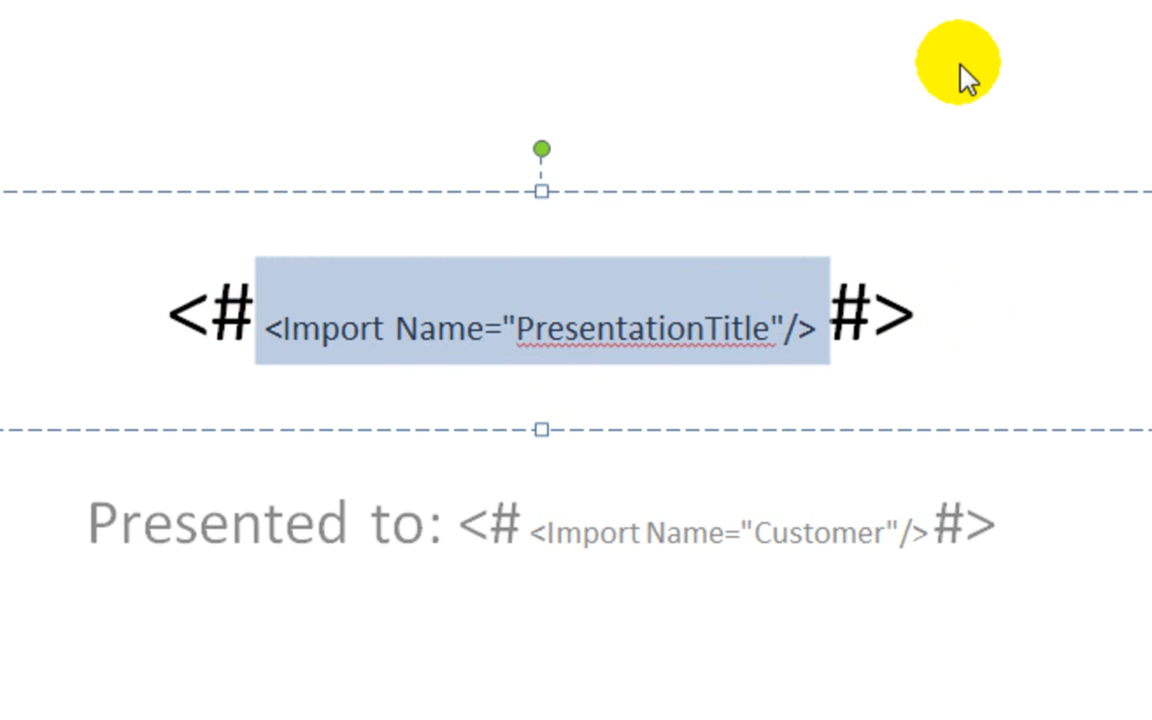 <# <Import Name="PresentationTitle"/> #>
Presented to: <# <Import Name="Customer"/> #>